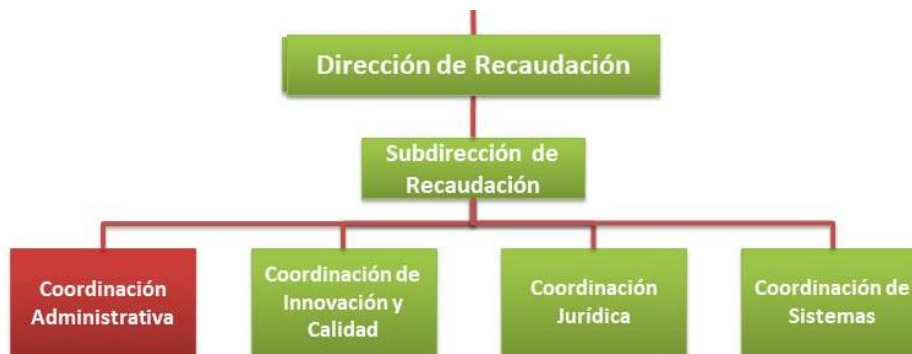 Dirección de Recaudación
Subdirección de
Recaudación
Coordinación
Administrativa
Coordinación de
Innovación y
Calidad
Coordinación
Jurídica
Coordinación de
Sistemas